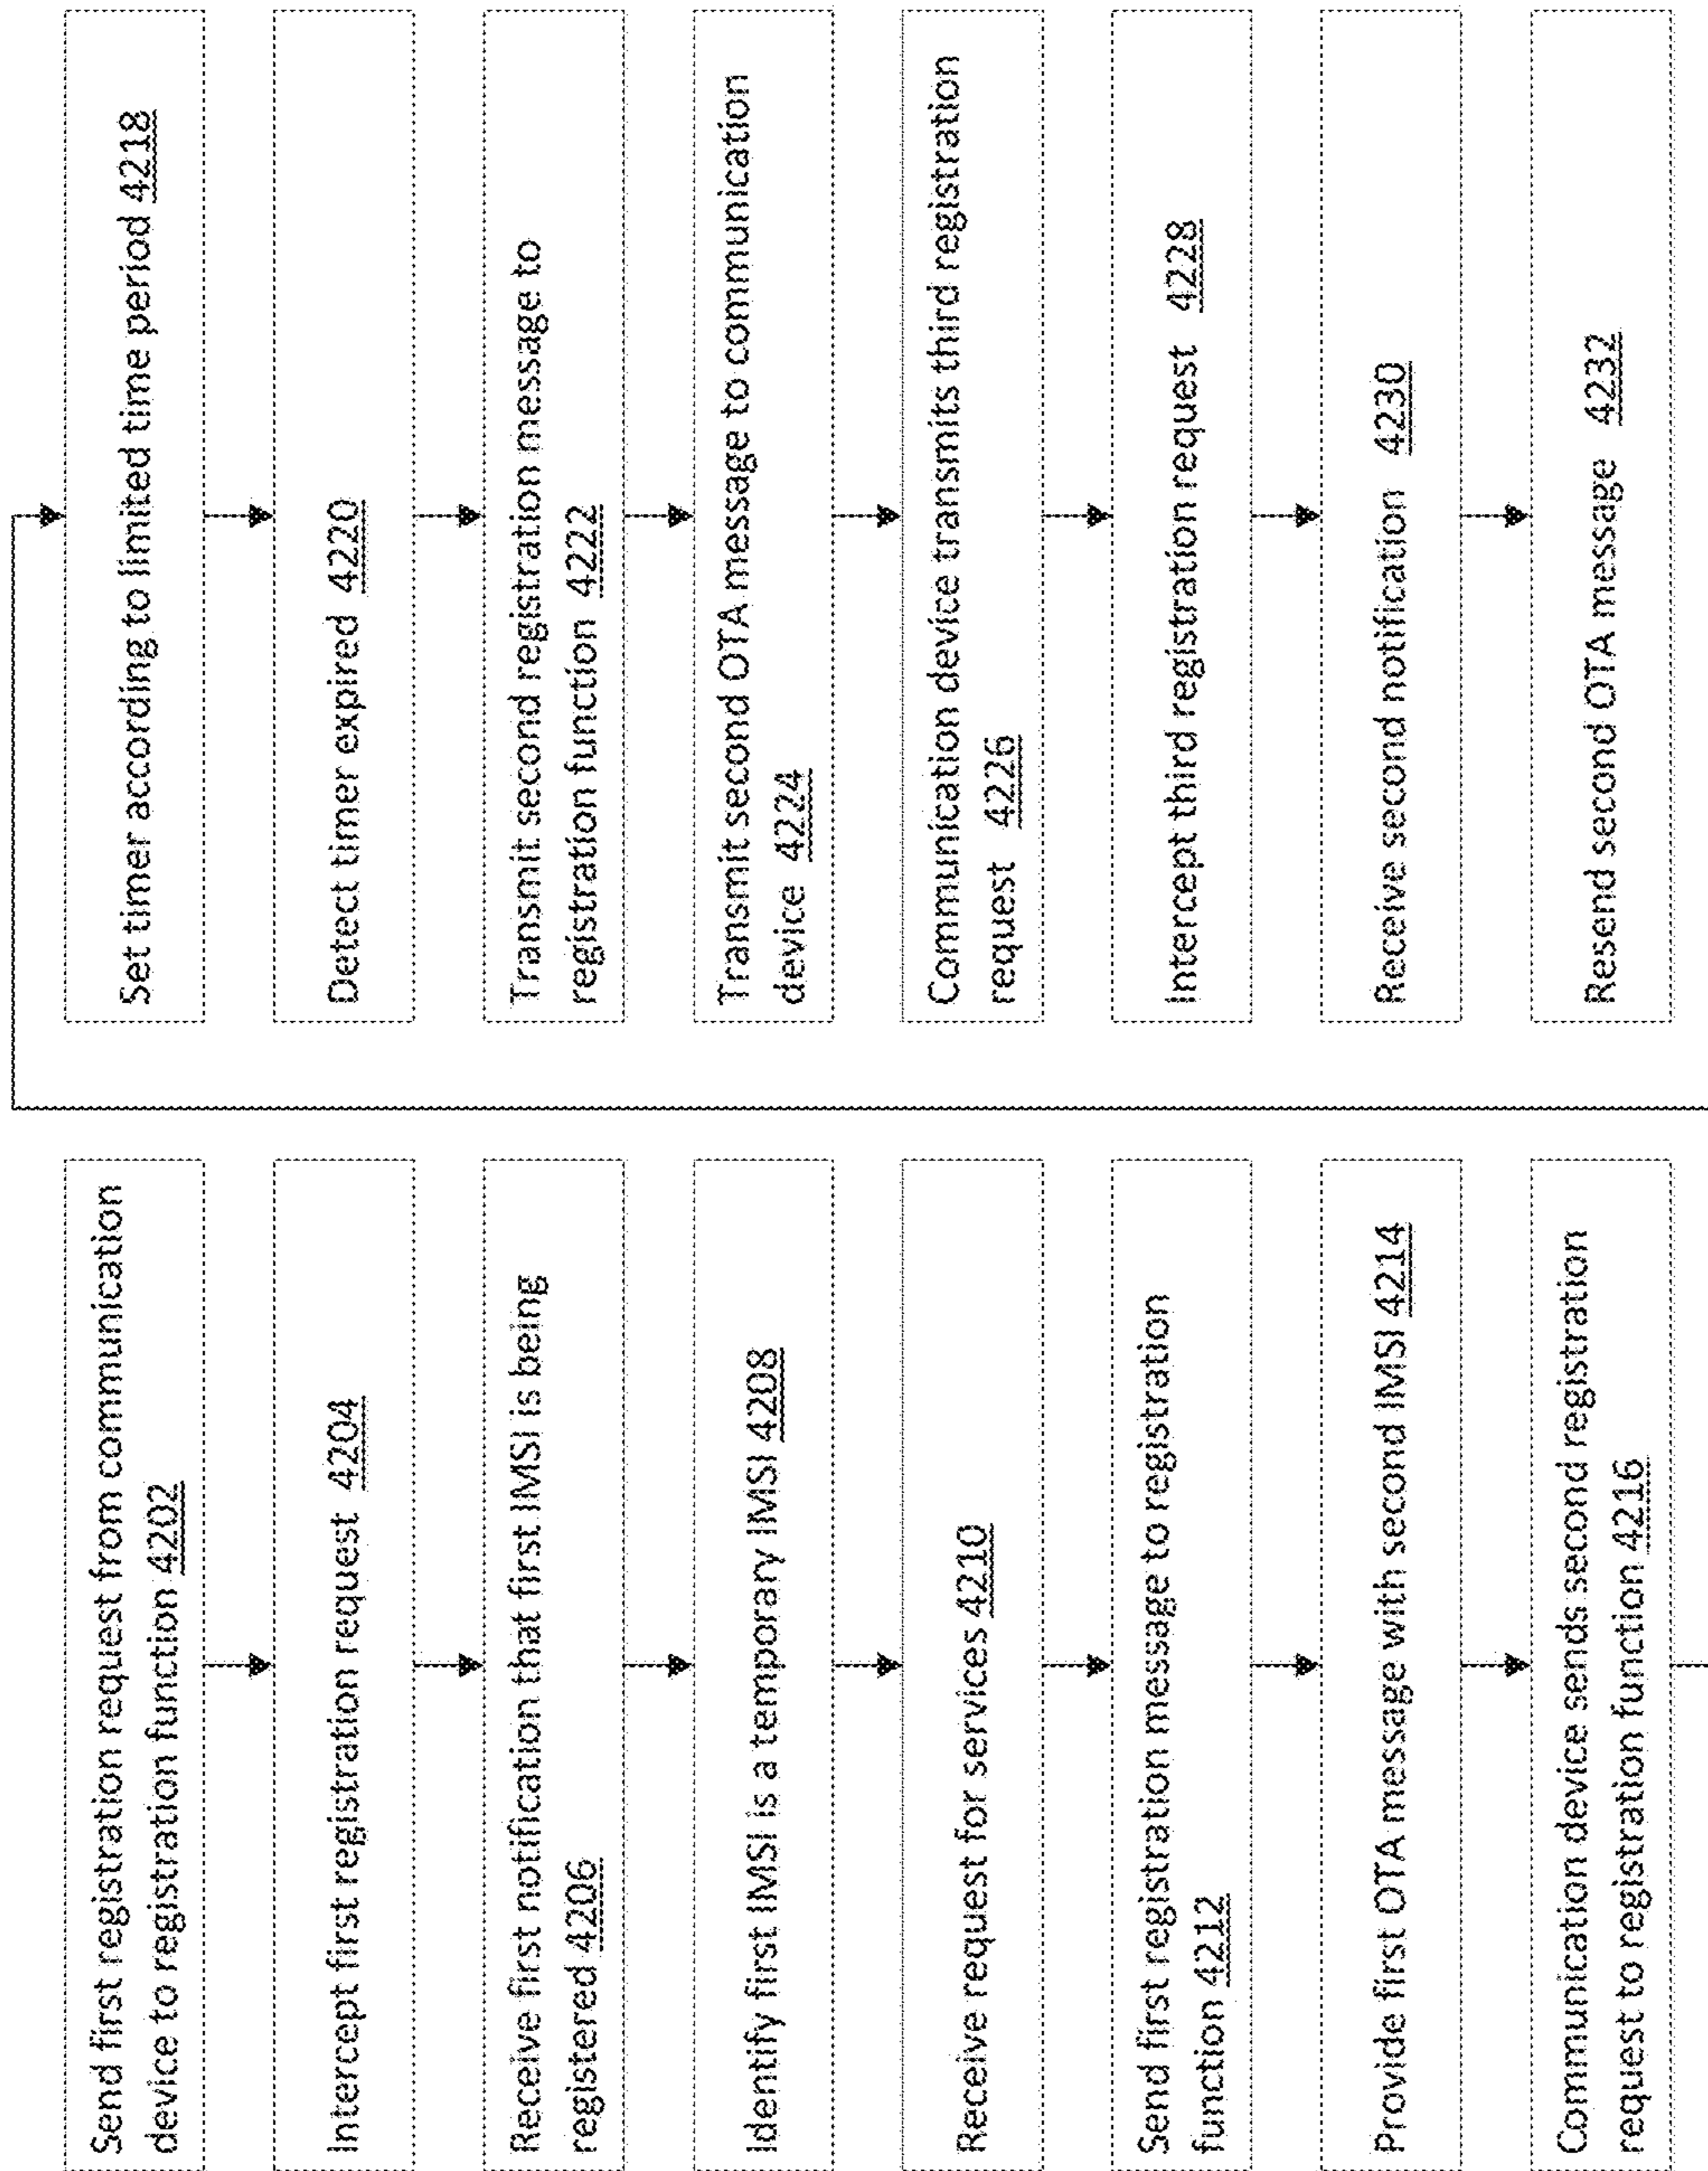 Send first registration request from communication
device to registration function 4202
Intercept first registration request 4204
Receive first notification that first IMSI is being
registered 4206
Identify first IMSI is a temporary IMSI 4208
Receive request for services 4210
Send first registration message to registration
function 4212
Provide first OTA message with second IMSI 4214
Communication device sends second registration
request to registration function 4216
Set timer according to limited time period 4218
Detect timer expired 4220
Transmit second registration message to
registration function 4222
Transmit second OTA message to communication
device 4224
Communication device transmits third registration
request 4226
Intercept third registration request 4228
Receive second notification 4230
Resend second OTA message 4232